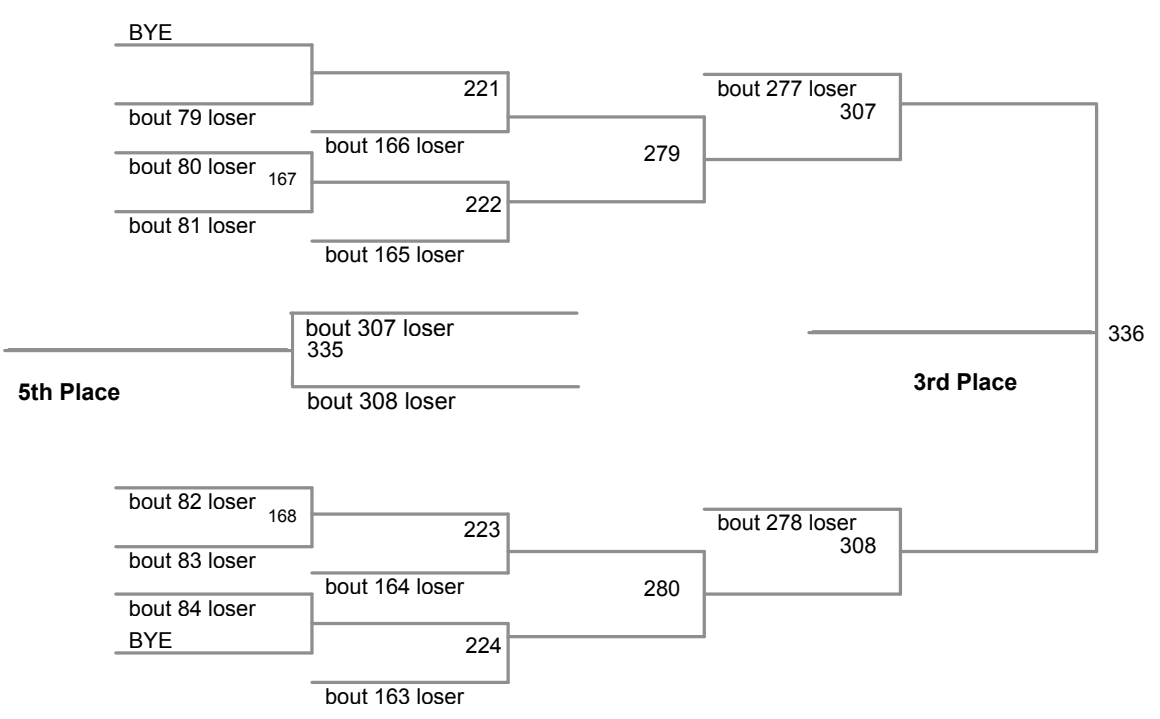 BYE
bout 79 loser
221
bout 166 loser
bout 80 loser
167
bout 81 loser
222
bout 165 loser
279
bout 277 loser
307
bout 307 loser
335
bout 308 loser
5th Place
3rd Place
336
bout 82 loser
168
bout 83 loser
223
bout 164 loser
bout 84 loser
BYE
224
bout 163 loser
280
bout 278 loser
308